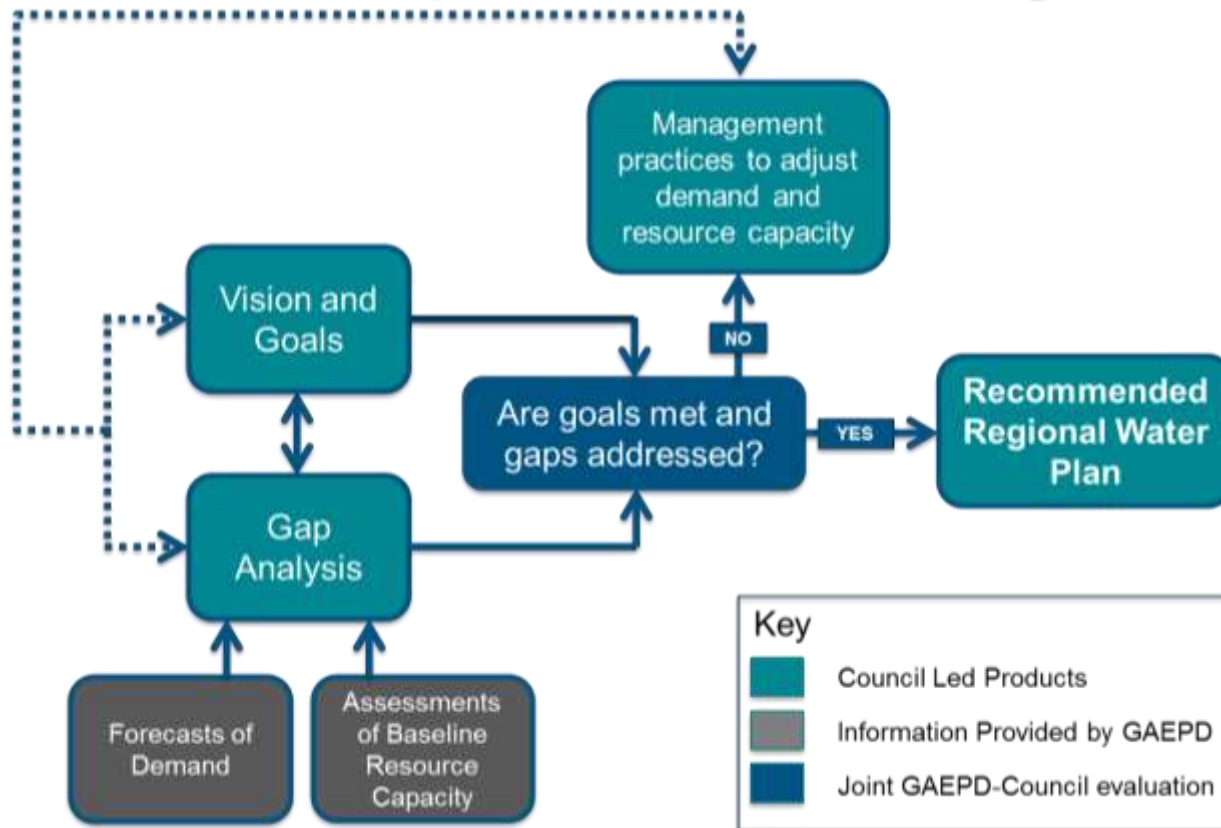 Management
practices to adjust
demand and
resource capacity
Vision and
Goals
NO
Are goals met and
gaps addressed?
YES
Recommended
Regional Water
Plan
Gap
Analysis
Forecasts of
Demand
Assessments
of Baseline
Resource
Capacity
Key
Council Led Products
Information Provided by GAEPD
Joint GAEPD-Council evaluation